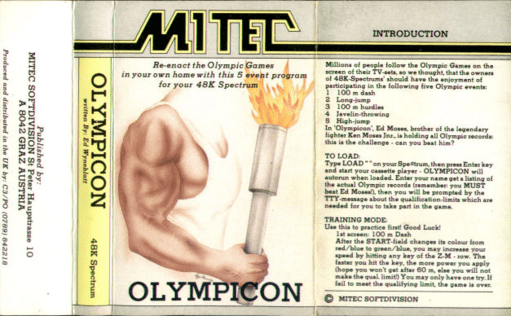 Published by:
MITEC SOFTDIVISION St Peter Haupstrasse 10
A 8042 GRAZ AUSTRIA
Produced and distributed in the UK by: C3/PO (0789) 842218
OLYMPICON
written By: Ed Wynnblatt
48K Spectrum
MITEC
Re-enact the Olympic Games
in your own home with this 5 event program
for your 48K Spectrum
OLYMPICON
INTRODUCTION
Millions of people follow the Olympic Games on the
screen of their TV-sets, so we thought, that the owners
of 48K-Spectrums' should have the enjoyment of
participating in the following five Olympic events:
1 100 m dash
2 Long-jump
3 100 m hurdles
4 Javelin-throwing
5 High-jump
In 'Olympicon', Ed Moses, brother of the legendary
fighter Ken Moses, is holding all Olympic records:
this is the challenge - can you beat him?
TO LOAD:
Type LOAD " " on your Spectrum, then press Enter key
and start your cassette player - OLYMPICON will
autorun when loaded. Enter your name get a listing
of the actual Olympic records (remember: you MUST
beat Ed Moses!), then you will be prompted by the
TTY-message about the qualification-limits which are
needed for you to take part in the game.
TRAINING MODE:
Use this to practice first! Good Luck!
1st screen: 100 m Dash
After the START-field changes its colour from
red/blue to green/blue, you may increase your
speed by hitting any key of the Z-M - row. The
faster you hit the key, the more power you apply
(hope you won't get after 60 m, else you will not
make the qual. limit!) You may only have one try. If
fail to meet the qualifying limit, the game is over.
© MITEC SOFTDIVISION